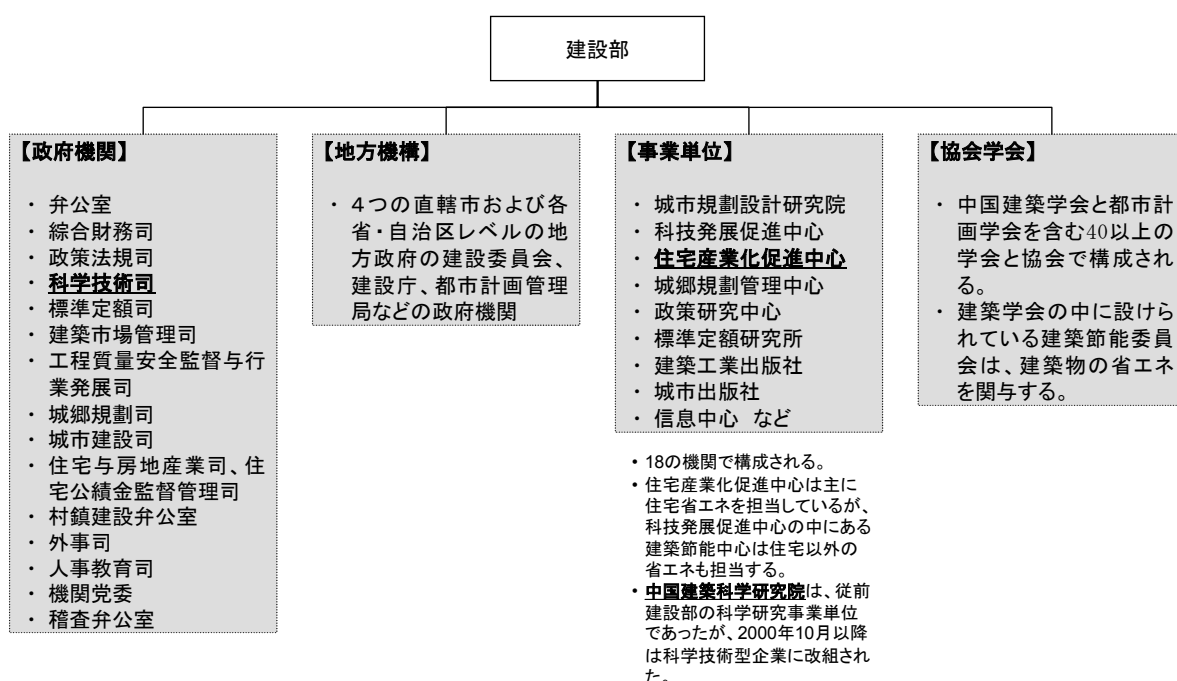 建設部
【政府機関】
・ 弁公室
・ 綜合財務司
・ 政策法規司
・ 科学技術司
・ 標準定額司
・ 建築市場管理司
・ 工程質量安全監督与行
業発展司
・ 城郷規劃司
・ 城市建設司
・ 住宅与房地産業司、住
宅公績金監督管理司
・ 村鎮建設弁公室
・ 外事司
・ 人事教育司
・ 機関党委
・ 稽査弁公室
【地方機構】
・ 4つの直轄市および各
省・自治区レベルの地
方政府の建設委員会、
建設庁、都市計画管理
局などの政府機関
【事業単位】
・ 城市規劃設計研究院
・ 科技発展促進中心
・ 住宅産業化促進中心
・ 城郷規劃管理中心
・ 政策研究中心
・ 標準定額研究所
・ 建築工業出版社
・ 城市出版社
・ 信息中心 など
• 18の機関で構成される。
• 住宅産業化促進中心は主に
住宅省エネを担当しているが、
科技発展促進中心の中にある
建築節能中心は住宅以外の
省エネも担当する。
• 中国建築科学研究院は、従前
建設部の科学研究事業単位
であったが、2000年10月以降
は科学技術型企業に改組され
た。
【協会学会】
・ 中国建築学会と都市計
画学会を含む40以上の
学会と協会で構成され
る。
・ 建築学会の中に設けら
れている建築節能委員
会は、建築物の省エネ
を関与する。